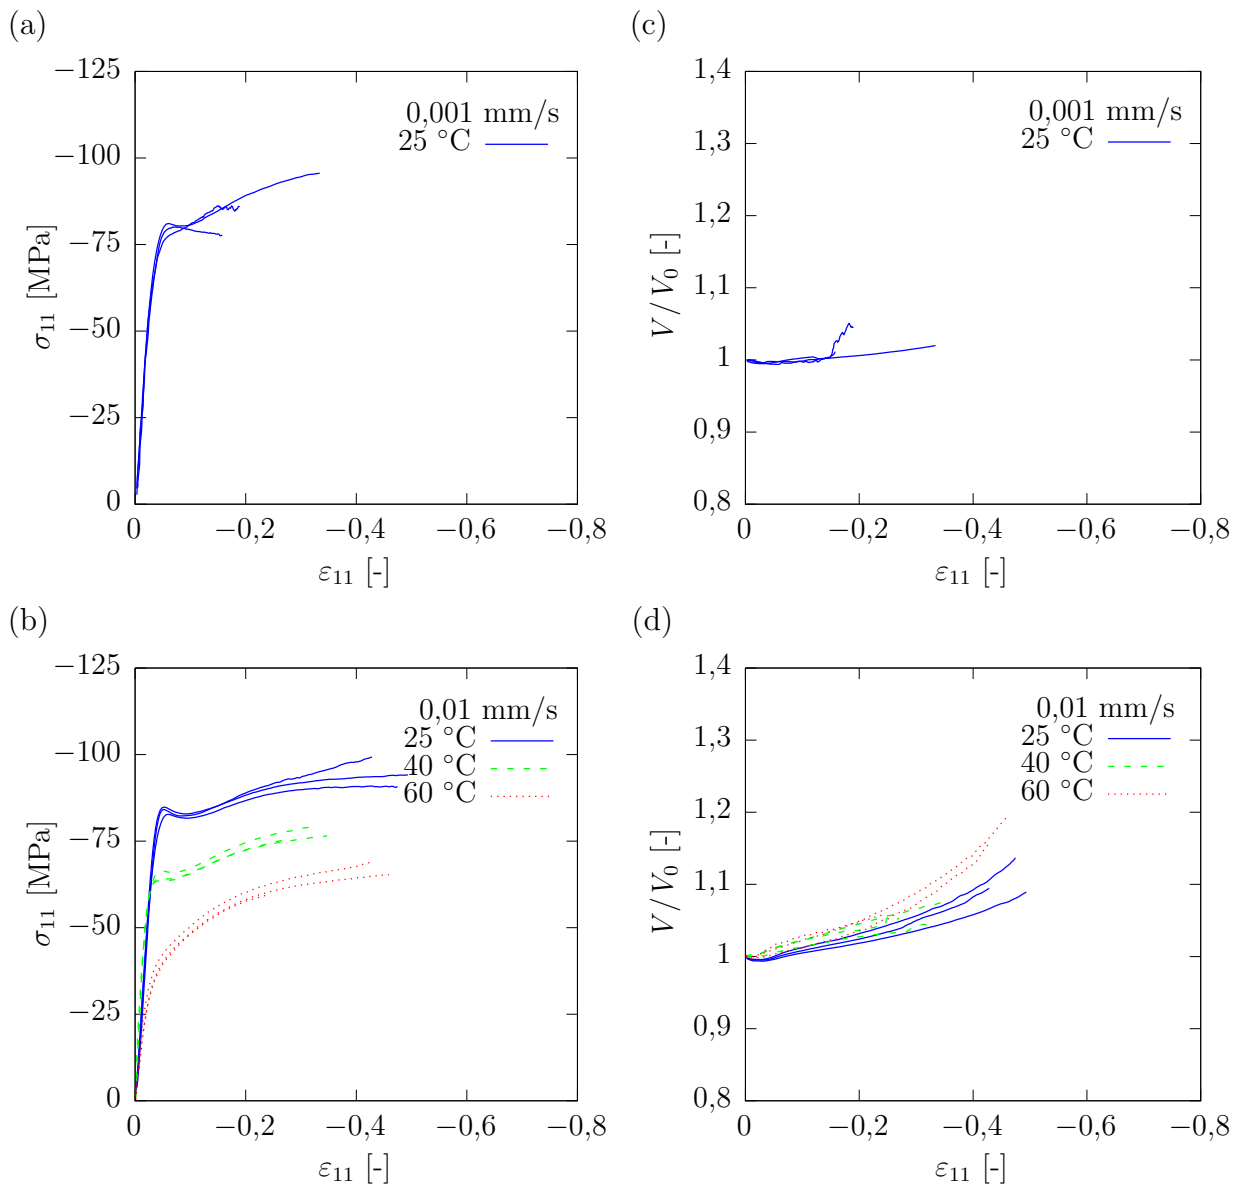 (a)
−125
−100
−75
−50
−25
0
σ11 [MPa]
0,001 mm/s
25 °C
0 −0,2 −0,4 −0,6 −0,8
ε11 [-]
(c)
1,4
1,3
1,2
1,1
1
0,9
0,8
V/V0 [-]
0,001 mm/s
25 °C
0 −0,2 −0,4 −0,6 −0,8
ε11 [-]
(b)
−125
−100
−75
−50
−25
0
σ11 [MPa]
0,01 mm/s
25 °C
40 °C
60 °C
0 −0,2 −0,4 −0,6 −0,8
ε11 [-]
(d)
1,4
1,3
1,2
1,1
1
0,9
0,8
V/V0 [-]
0,01 mm/s
25 °C
40 °C
60 °C
0 −0,2 −0,4 −0,6 −0,8
ε11 [-]